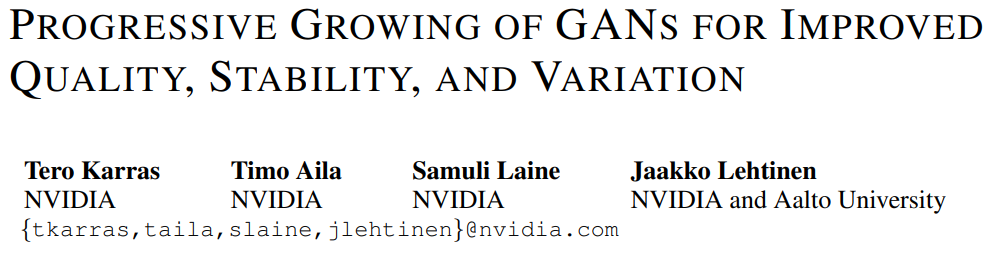 PROGRESSIVE GROWING OF GANS FOR IMPROVED
QUALITY, STABILITY, AND VARIATION
Tero Karras Timo Aila Samuli Laine Jaakko Lehtinen
NVIDIA NVIDIA NVIDIA NVIDIA and Aalto University
{tkarras,taila,slaine,jlehtinen}@nvidia.com